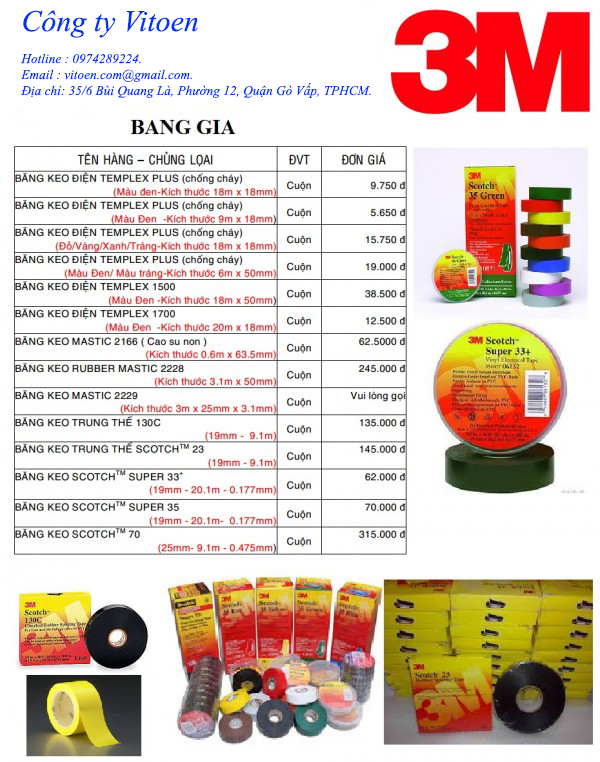 Công ty Vitoen
Hotline : 0974289224.
Email : vitoen.com@gmail.com.
Địa chỉ: 35/6 Bùi Quang Là, Phường 12, Quận Gò Vấp, TPHCM.
3M
BANG GIA
TÊN HÀNG – CHỦNG LOẠI ĐVT ĐƠN GIÁ
BĂNG KEO ĐIỆN TEMPLEX PLUS (chống cháy)
(Màu đen-Kích thước 18m x 18mm) Cuộn 9.750 đ
BĂNG KEO ĐIỆN TEMPLEX PLUS (chống cháy)
(Màu Đen -Kích thước 9m x 18mm) Cuộn 5.650 đ
BĂNG KEO ĐIỆN TEMPLEX PLUS (chống cháy)
(Đỏ/Vàng/Xanh/Trắng-Kích thước 18m x 18mm) Cuộn 15.750 đ
BĂNG KEO ĐIỆN TEMPLEX PLUS (chống cháy)
(Màu Đen/ Màu trắng-Kích thước 6m x 50mm) Cuộn 19.000 đ
BĂNG KEO ĐIỆN TEMPLEX 1500
(Màu Đen -Kích thước 18m x 50mm) Cuộn 38.500 đ
BĂNG KEO ĐIỆN TEMPLEX 1700
(Màu Đen -Kích thước 20m x 18mm) Cuộn 12.500 đ
BĂNG KEO MASTIC 2166 ( Cao su non )
(Kích thước 0.6m x 63.5mm) Cuộn 62.5000 đ
BĂNG KEO RUBBER MASTIC 2228
(Kích thước 3.1m x 50mm) Cuộn 245.000 đ
BĂNG KEO MASTIC 2229
(Kích thước 3m x 25mm x 3.1mm) Cuộn Vui lòng gọi
BĂNG KEO TRUNG THẾ 130C
(19mm - 9.1m) Cuộn 135.000 đ
BĂNG KEO TRUNG THẾ SCOTCH™ 23
(19mm - 9.1m) Cuộn 145.000 đ
BĂNG KEO SCOTCH™ SUPER 33+
(19mm - 20.1m - 0.177mm) Cuộn 62.000 đ
BĂNG KEO SCOTCH™ SUPER 35
(19mm - 20.1m- 0.177mm) Cuộn 70.000 đ
BĂNG KEO SCOTCH™ 70
(25mm- 9.1m - 0.475mm) Cuộn 315.000 đ
3M
Scotch
35 Green
3M Scotch
Super 33+
Vinyl Electrical Tape
06132
3M
Scotch
130C
3M
Scotch 23